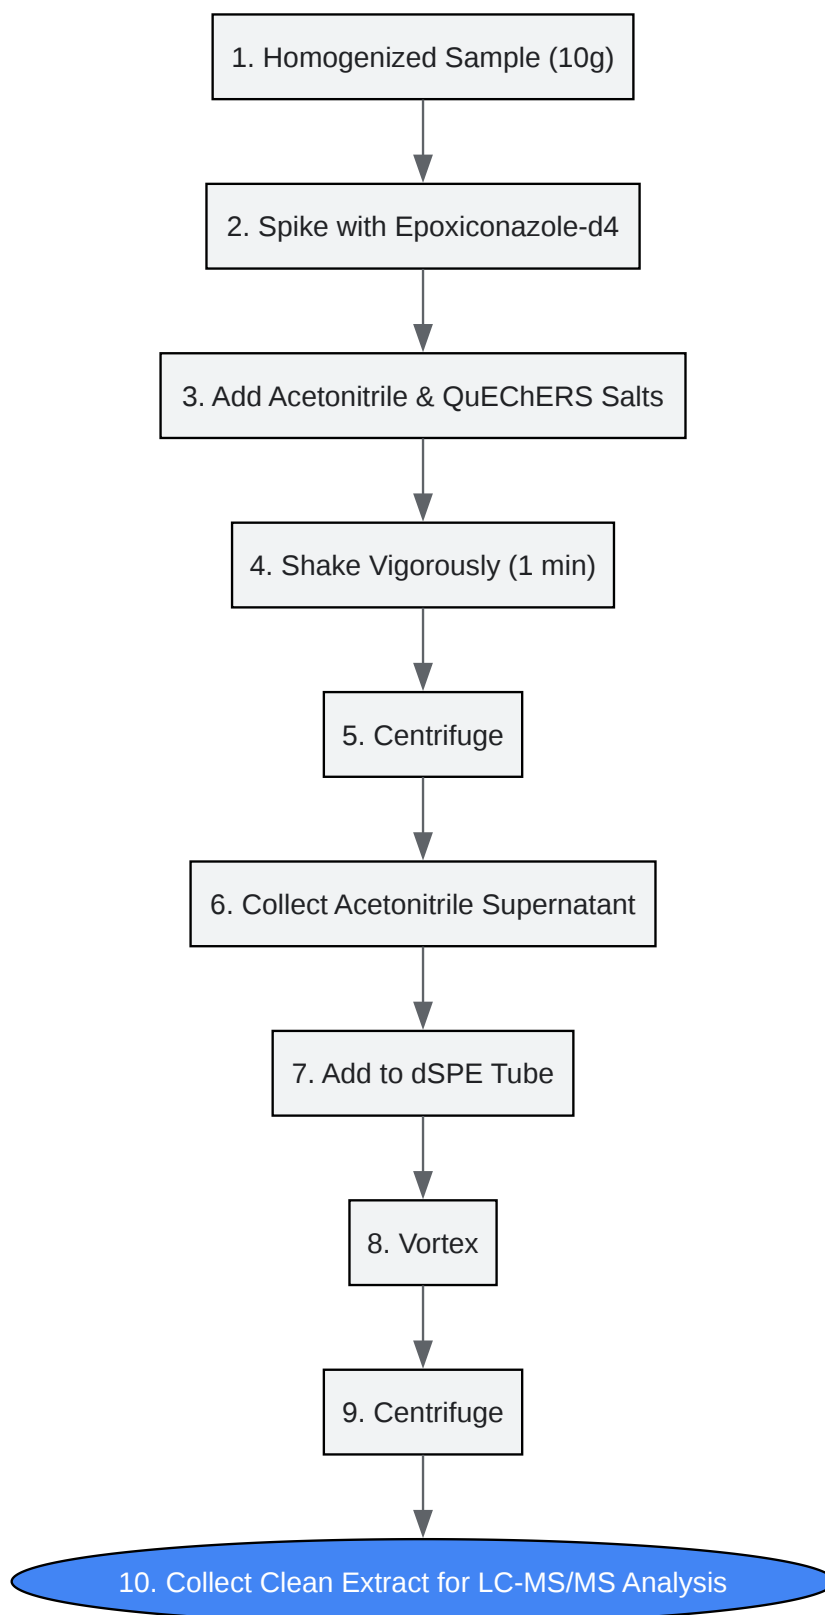 1. Homogenized Sample (10g)
2. Spike with Epoxiconazole-d4
3. Add Acetonitrile & QuEChERS Salts
4. Shake Vigorously (1 min)
5. Centrifuge
6. Collect Acetonitrile Supernatant
7. Add to dSPE Tube
8. Vortex
9. Centrifuge
10. Collect Clean Extract for LC-MS/MS Analysis